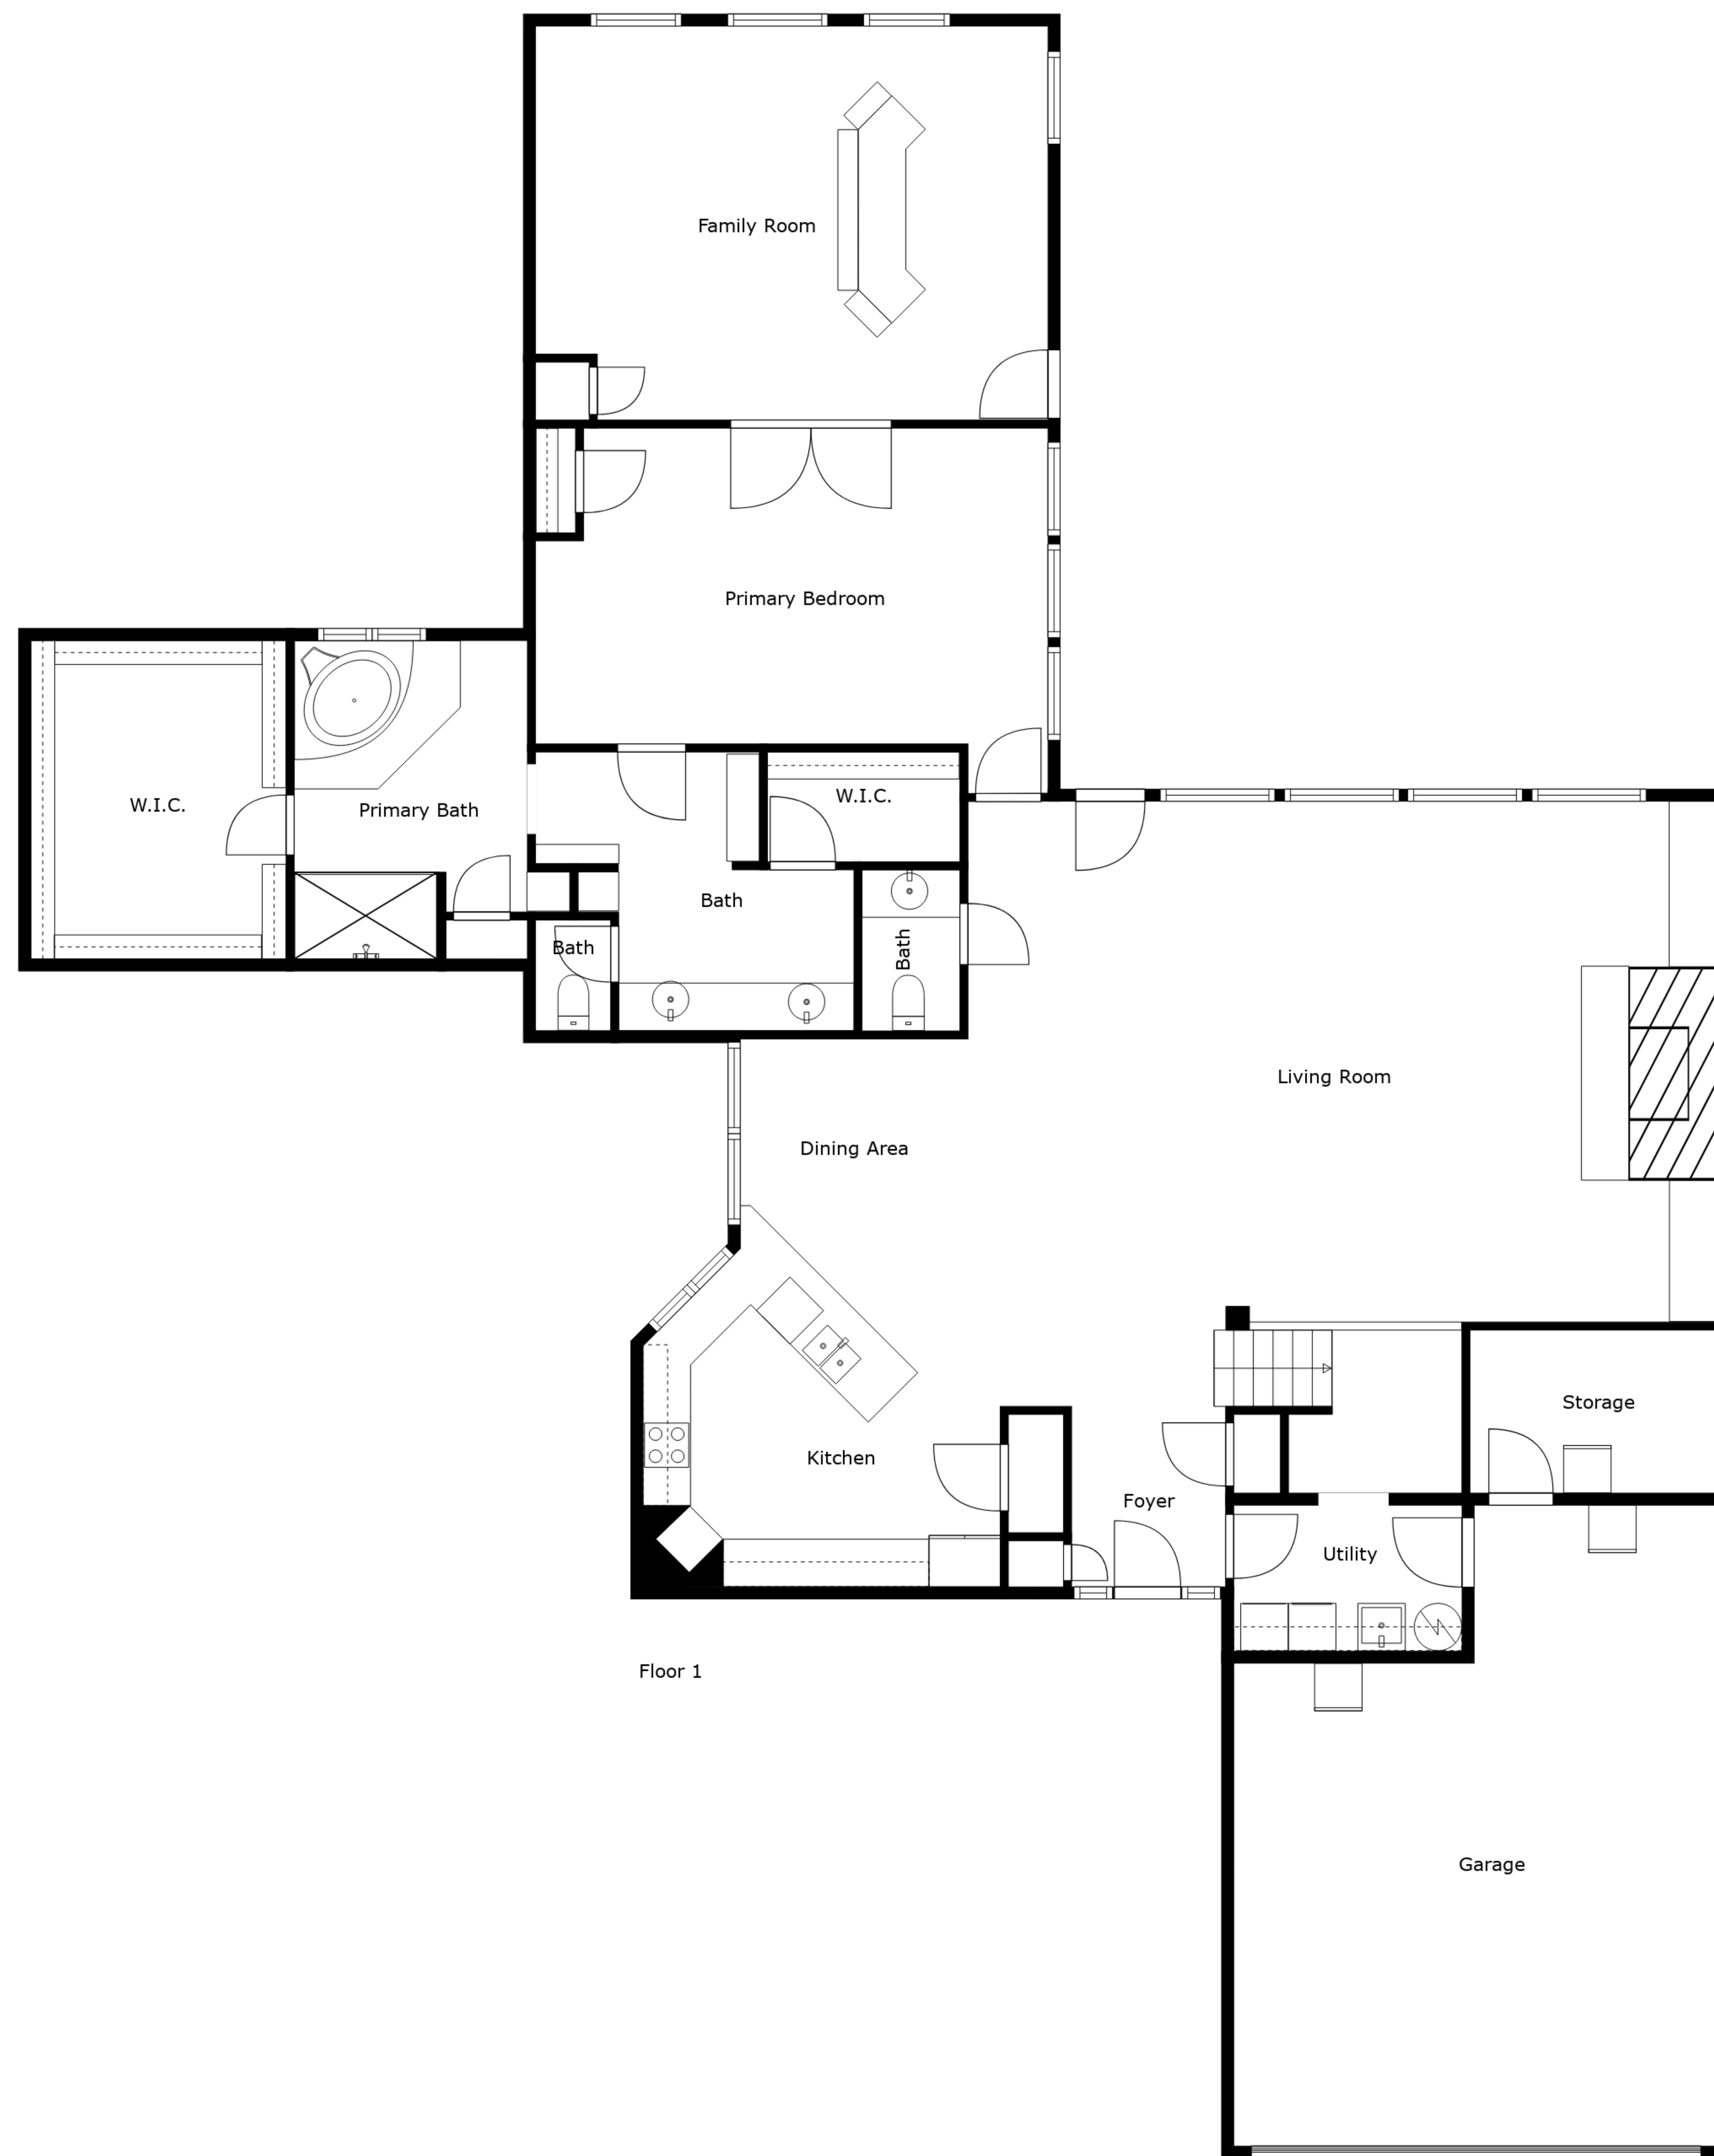 Family Room
Primary Bedroom
W.I.C.
Primary Bath
W.I.C.
Bath
Bath
Bath
Living Room
Dining Area
Storage
Kitchen
Foyer
Utility
Floor 1
Garage